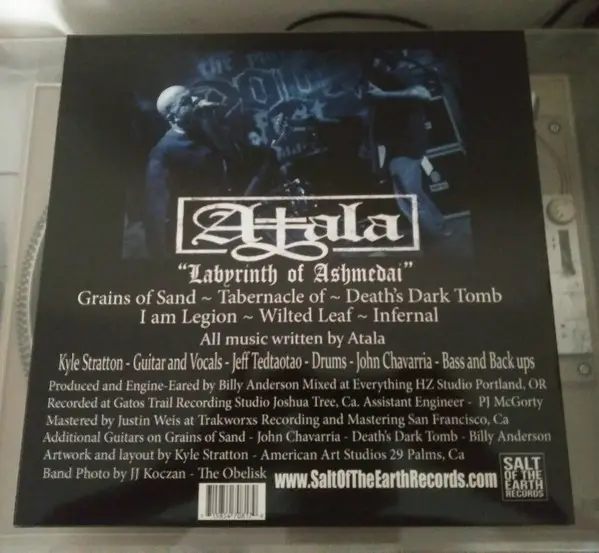 Atala
"Labyrinth of Ashmedai"
Grains of Sand ~ Tabernacle of ~ Death's Dark Tomb
I am Legion ~ Wilted Leaf ~ Infernal
All music written by Atala
Kyle Stratton - Guitar and Vocals - Jeff Tedtaotao - Drums - John Chavarria - Bass and Back ups
Produced and Engine-Eared by Billy Anderson Mixed at Everything HZ Studio Portland, OR
Recorded at Gatos Trail Recording Studio Joshua Tree, Ca. Assistant Engineer - PJ McGorty
Mastered by Justin Weis at Trakworxs Recording and Mastering San Francisco, Ca
Additional Guitars on Grains of Sand - John Chavarria - Death's Dark Tomb - Billy Anderson
Artwork and layout by Kyle Stratton - American Art Studios 29 Palms, Ca
Band Photo by JJ Koczan - The Obelisk
www.SaltOfTheEarthRecords.com
SALT
OF THE
EARTH
RECORDS